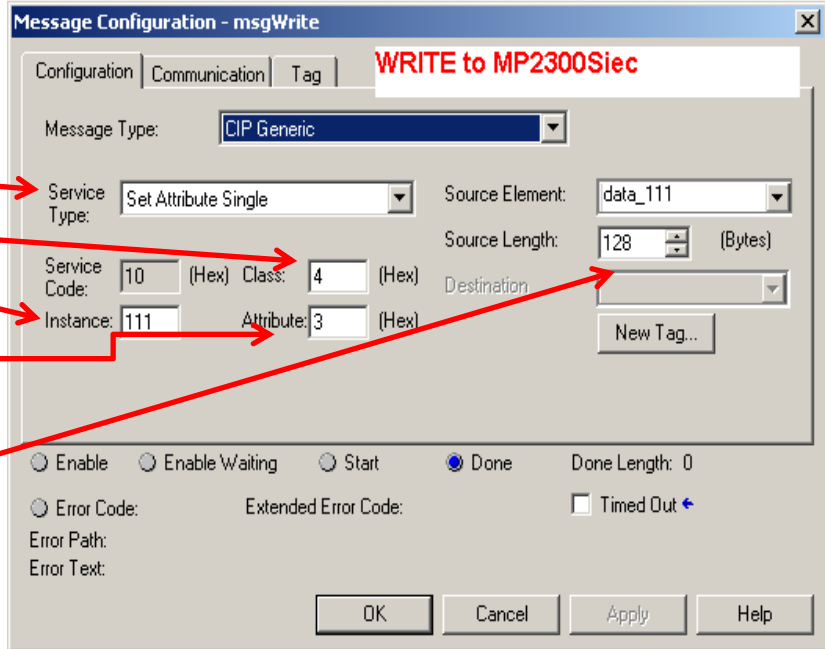 Message Configuration - msgWrite
Configuration Communication Tag WRITE to MP2300Siec
Message Type: CIP Generic
Service Type: Set Attribute Single Source Element: data_111
Source Length: 128 (Bytes)
Service Code: 10 (Hex) Class: 4 (Hex) Destination
Instance: 111 Attribute: 3 (Hex)
New Tag...
Enable Enable Waiting Start Done Done Length: 0
Error Code: Extended Error Code: Timed Out
Error Path:
Error Text:
OK Cancel Apply Help